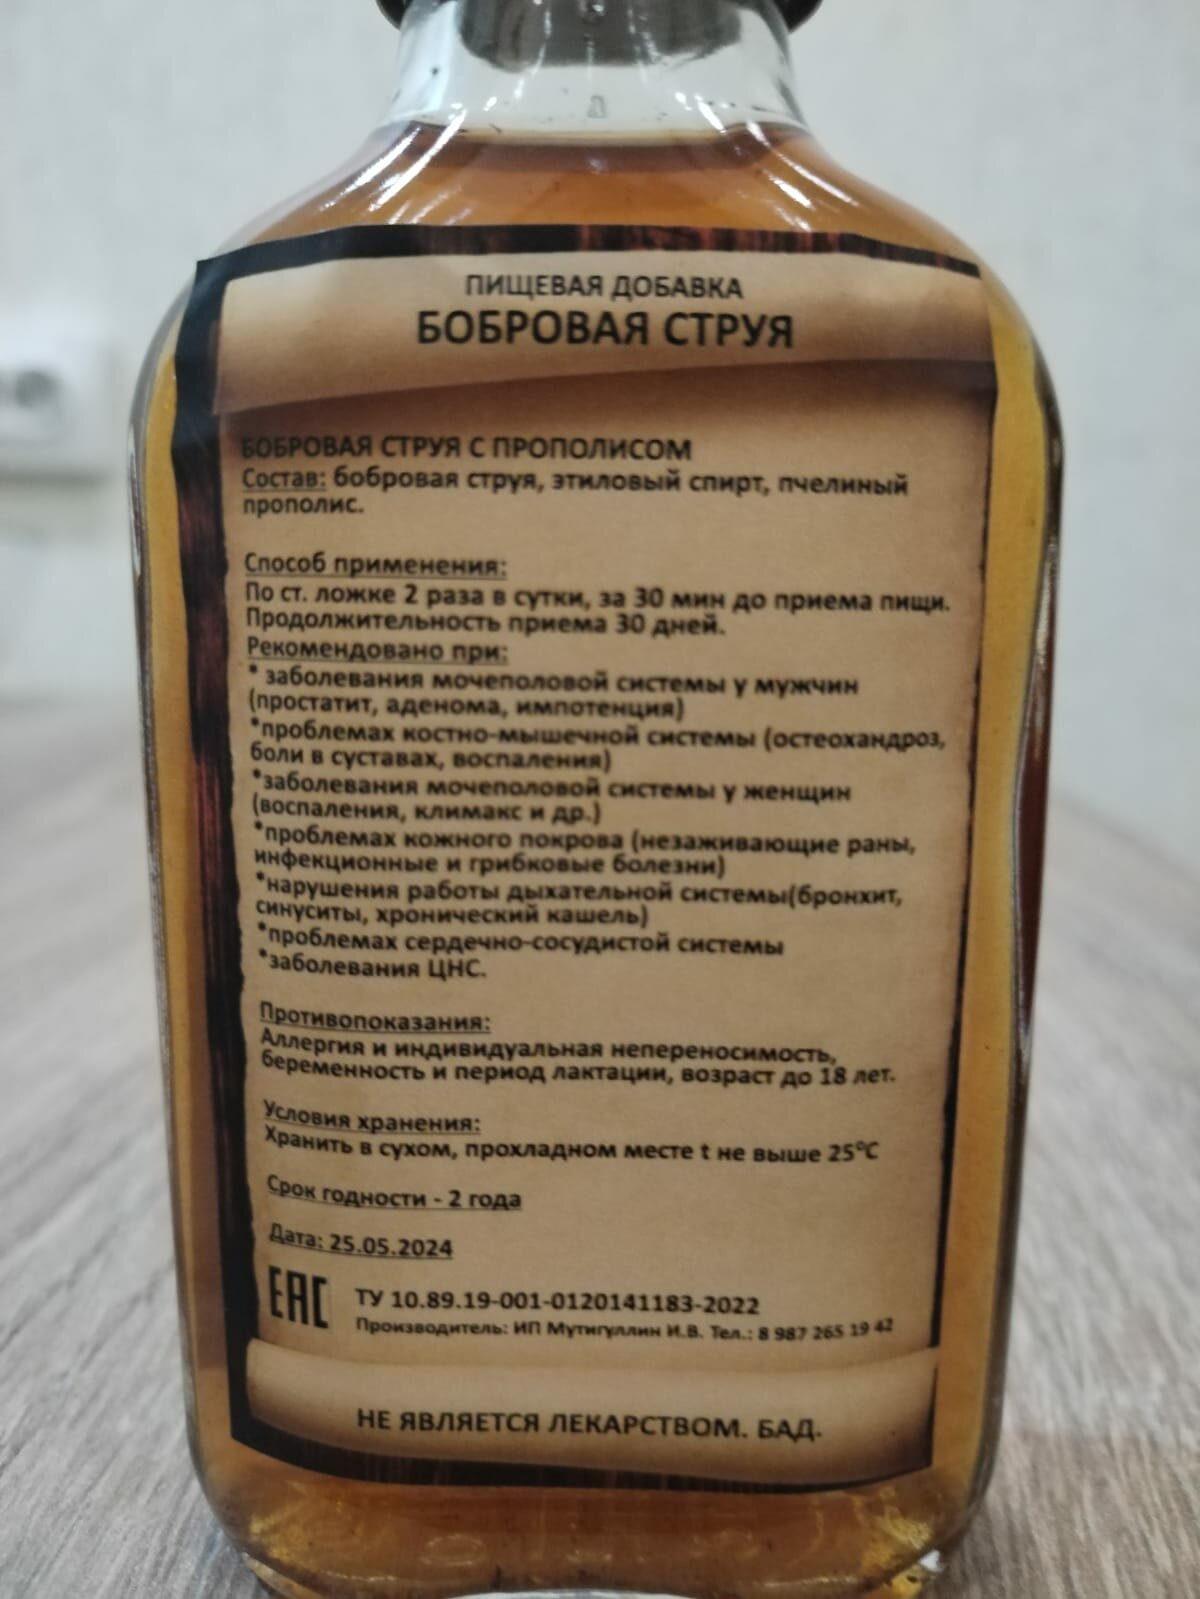 ПИЩЕВАЯ ДОБАВКА
БОБРОВАЯ СТРУЯ
БОБРОВАЯ СТРУЯ С ПРОПОЛИСОМ
Состав: бобровая струя, этиловый спирт, пчелиный
прополис.
Способ применения:
По ст. ложке 2 раза в сутки, за 30 мин до приема пищи.
Продолжительность приема 30 дней.
Рекомендовано при:
* заболевания мочеполовой системы у мужчин
(простатит, аденома, импотенция)
*проблемах костно-мышечной системы (остеохандроз,
боли в суставах, воспаления)
*заболевания мочеполовой системы у женщин
(воспаления, климакс и др.)
*проблемах кожного покрова (незаживающие раны,
инфекционные и грибковые болезни)
*нарушения работы дыхательной системы(бронхит,
синуситы, хронический кашель)
*проблемах сердечно-сосудистой системы
*заболевания ЦНС.
Противопоказания:
Аллергия и индивидуальная непереносимость,
беременность и период лактации, возраст до 18 лет.
Условия хранения:
Хранить в сухом, прохладном месте t не выше 25°С
Срок годности - 2 года
Дата: 25.05.2024
ЕАС ТУ 10.89.19-001-0120141183-2022
Производитель: ИП Мутигуллин И.В. Тел.: 8 987 265 19 42
НЕ ЯВЛЯЕТСЯ ЛЕКАРСТВОМ. БАД.